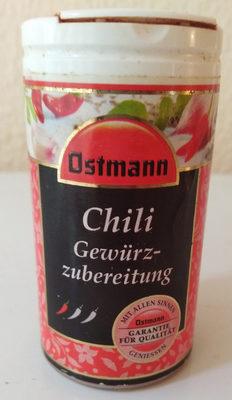 Ostmann
Chili
Gewürz-
zubereitung
MIT ALLEN SINNEN
Ostmann
GARANTIE
FÜR QUALITÄT
GENIESSEN